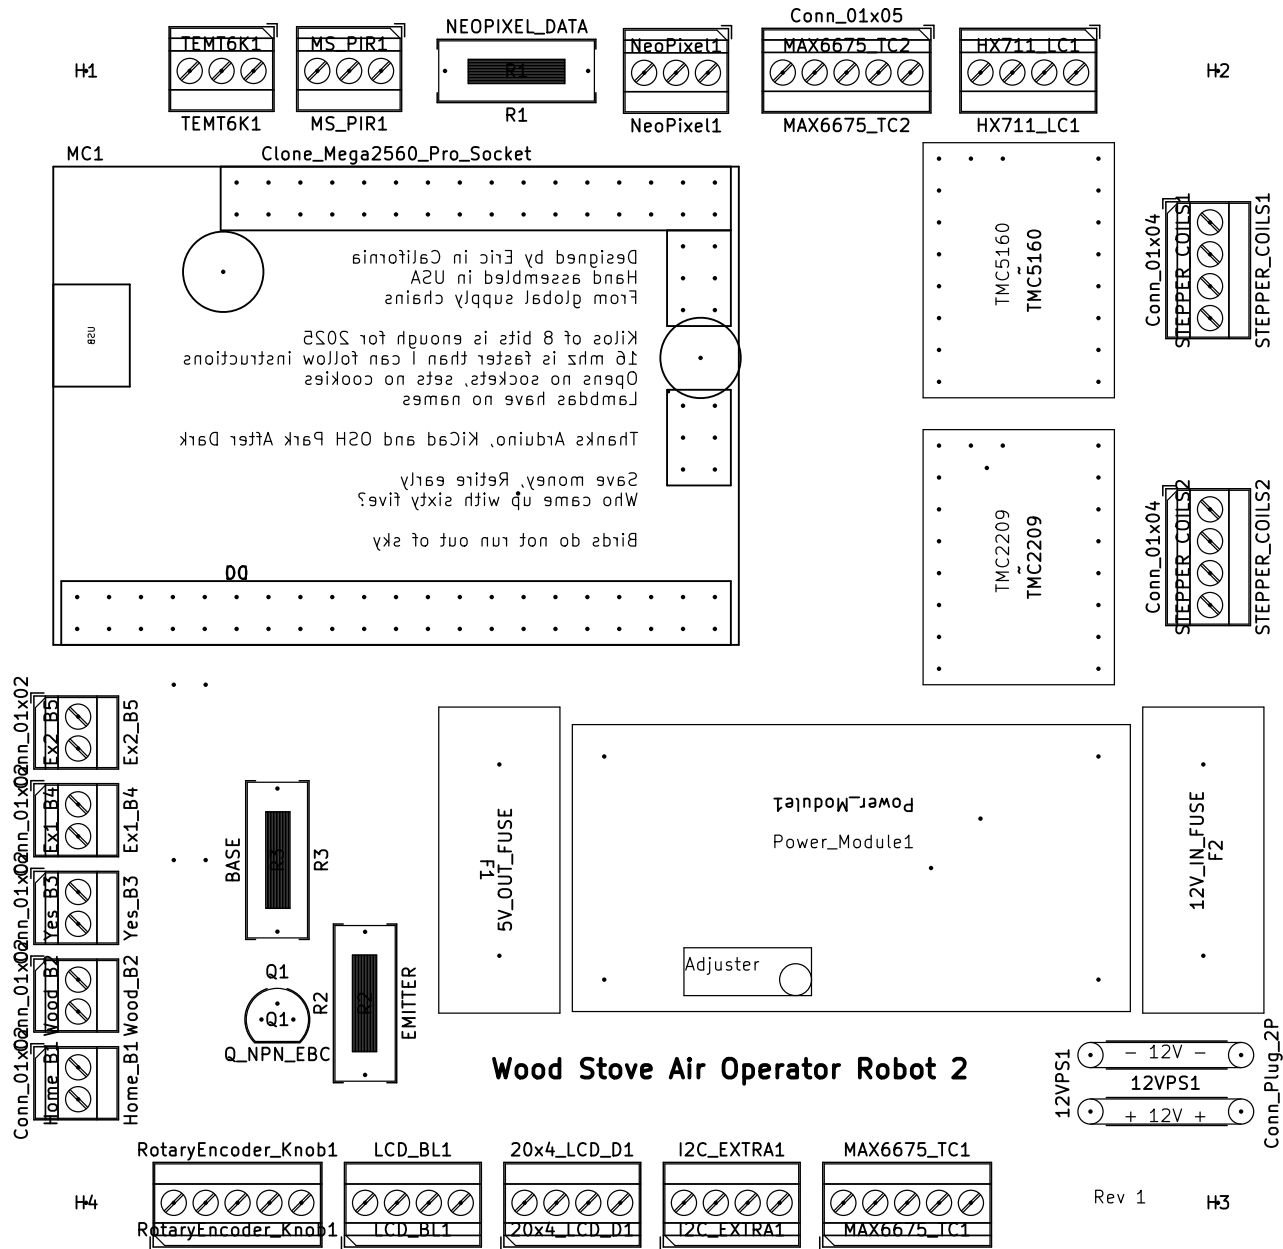 NEOPIXEL_DATA
Conn_01x05
TEMT6K1
MS_PIR1
NeoPixel1
MAX6675_TC2
HX711_LC1
H1
R1
H2
R1
TEMT6K1
MS_PIR1
NeoPixel1
MAX6675_TC2
HX711_LC1
MC1
Clone_Mega2560_Pro_Socket
Designed by Eric in California
Hand assembled in USA
From global supply chains
Kilos of 8 bits is enough for 2025
16 mhz is faster than I can follow instructions
Opens no sockets, sets no cookies
Lambdas have no names
Thanks Arduino, KiCad and OSH Park After Dark
Save money, Retire early
Who came up with sixty five?
Birds do not run out of sky
USB
DD
TMC5160
TMC5160
Conn_01x04
STEPPER_COILS1
STEPPER_COILS1
TMC2209
TMC2209
Conn_01x04
STEPPER_COILS2
STEPPER_COILS2
Conn_01x02
Ex2_B5
Ex2_B5
Conn_01x02
Ex1_B4
Ex1_B4
Conn_01x02
Yes_B3
Yes_B3
Conn_01x02
Wood_B2
Wood_B2
Conn_01x02
Home_B1
Home_B1
BASE
R3
R3
Q1
Q1
Q_NPN_EBC
R2
R2
EMITTER
F1
5V_OUT_FUSE
Power_Module1
Power_Module1
Adjuster
12V_IN_FUSE
F2
Wood Stove Air Operator Robot 2
12VPS1
- 12V -
12VPS1
+ 12V +
Conn_Plug_2P
RotaryEncoder_Knob1
LCD_BL1
20x4_LCD_D1
I2C_EXTRA1
MAX6675_TC1
H4
Rev 1
H3
RotaryEncoder_Knob1
LCD_BL1
20x4_LCD_D1
I2C_EXTRA1
MAX6675_TC1